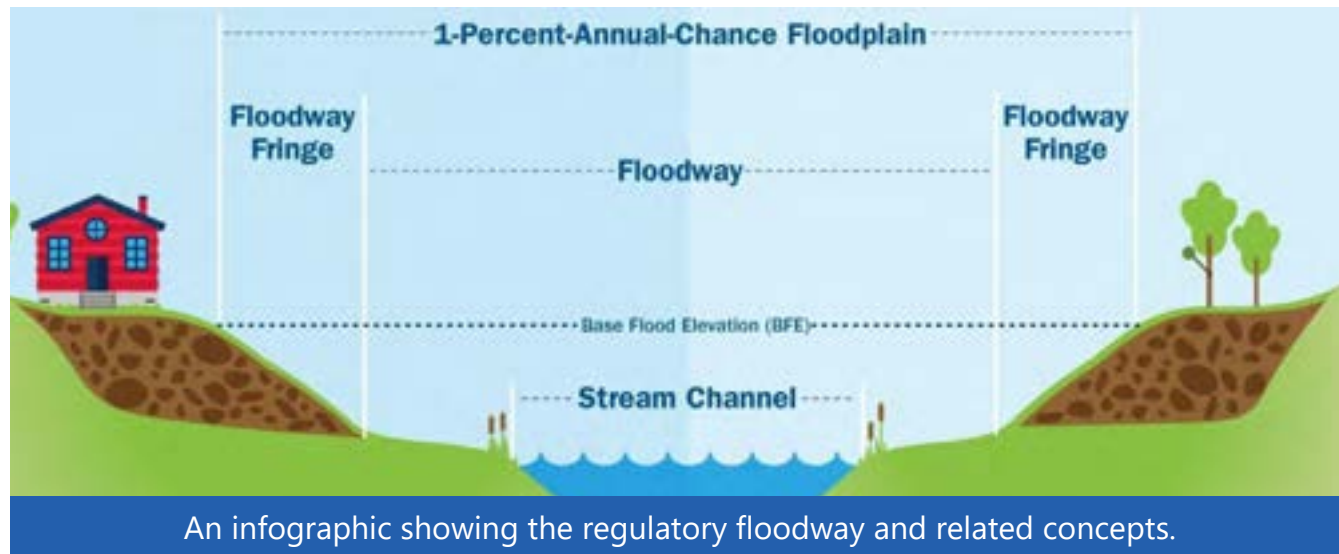 1-Percent-Annual-Chance Floodplain
Floodway
Fringe
Floodway
Fringe
Floodway
Base Flood Elevation (BFE)
Stream Channel
An infographic showing the regulatory floodway and related concepts.